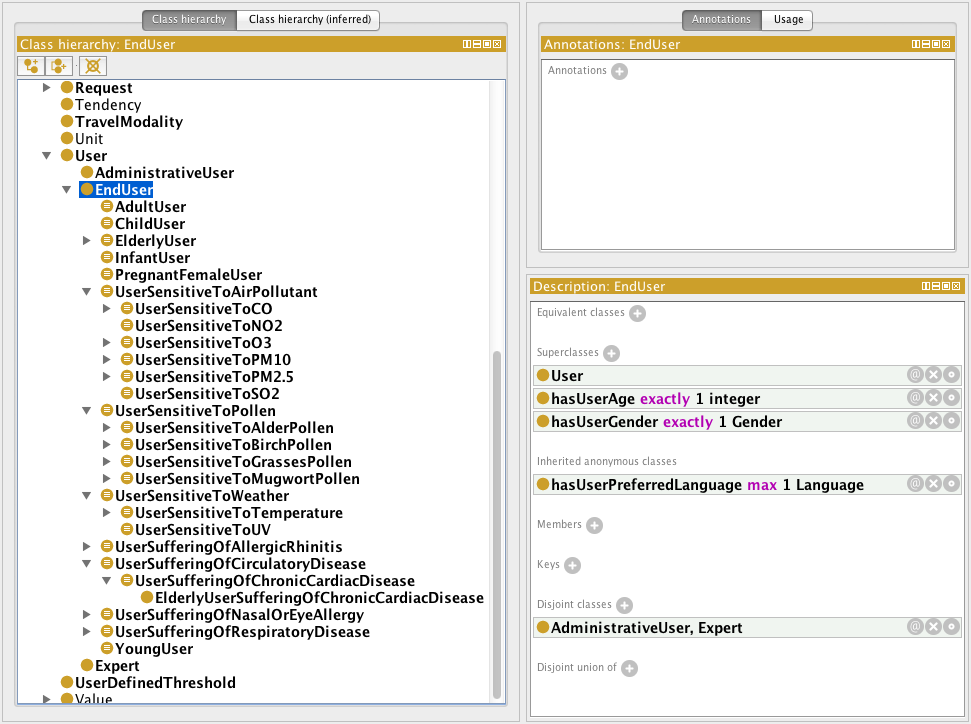 Class hierarchy Class hierarchy (inferred)
Class hierarchy: EndUser
Request
Tendency
TravelModality
Unit
User
AdministrativeUser
EndUser
AdultUser
ChildUser
ElderlyUser
InfantUser
PregnantFemaleUser
UserSensitiveToAirPollutant
UserSensitiveToCO
UserSensitiveToNO2
UserSensitiveToO3
UserSensitiveToPM10
UserSensitiveToPM2.5
UserSensitiveToSO2
UserSensitiveToPollen
UserSensitiveToAlderPollen
UserSensitiveToBirchPollen
UserSensitiveToGrassesPollen
UserSensitiveToMugwortPollen
UserSensitiveToWeather
UserSensitiveToTemperature
UserSensitiveToUV
UserSufferingOfAllergicRhinitis
UserSufferingOfCirculatoryDisease
UserSufferingOfChronicCardiacDisease
ElderlyUserSufferingOfChronicCardiacDisease
UserSufferingOfNasalOrEyeAllergy
UserSufferingOfRespiratoryDisease
YoungUser
Expert
UserDefinedThreshold
Value
Annotations Usage
Annotations: EndUser
Annotations
Description: EndUser
Equivalent classes
Superclasses
User
hasUserAge exactly 1 integer
hasUserGender exactly 1 Gender
Inherited anonymous classes
hasUserPreferredLanguage max 1 Language
Members
Keys
Disjoint classes
AdministrativeUser, Expert
Disjoint union of